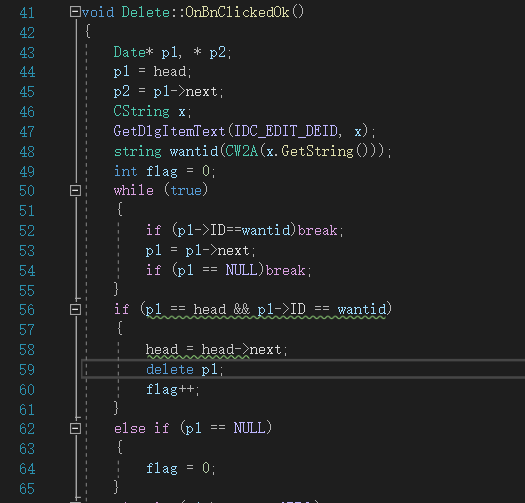 41 void Delete::OnBnClickedOk()
42 {
43 Date* p1, * p2;
44 p1 = head;
45 p2 = p1->next;
46 CString x;
47 GetDlgItemText(IDC_EDIT_DEID, x);
48 string wantid(CW2A(x.GetString()));
49 int flag = 0;
50 while (true)
51 {
52 if (p1->ID==wantid)break;
53 p1 = p1->next;
54 if (p1 == NULL)break;
55 }
56 if (p1 == head && p1->ID == wantid)
57 {
58 head = head->next;
59 delete p1;
60 flag++;
61 }
62 else if (p1 == NULL)
63 {
64 flag = 0;
65 }